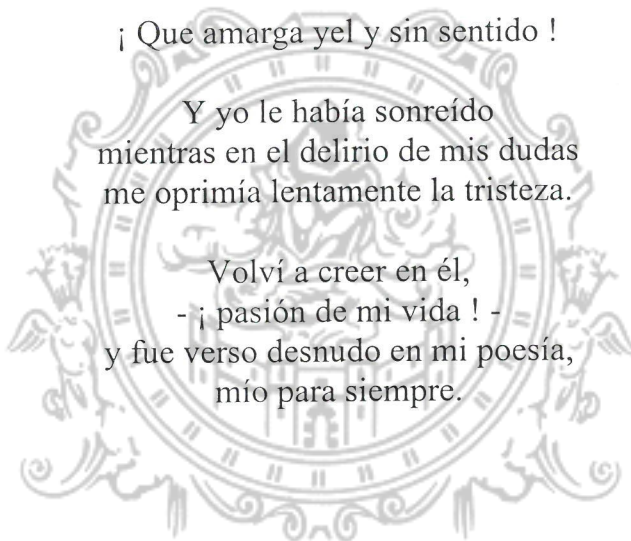 ¡ Que amarga yel y sin sentido !
Y yo le había sonreído
mientras en el delirio de mis dudas
me oprimía lentamente la tristeza.
Volví a creer en él,
- ¡ pasión de mi vida ! -
y fue verso desnudo en mi poesía,
mío para siempre.